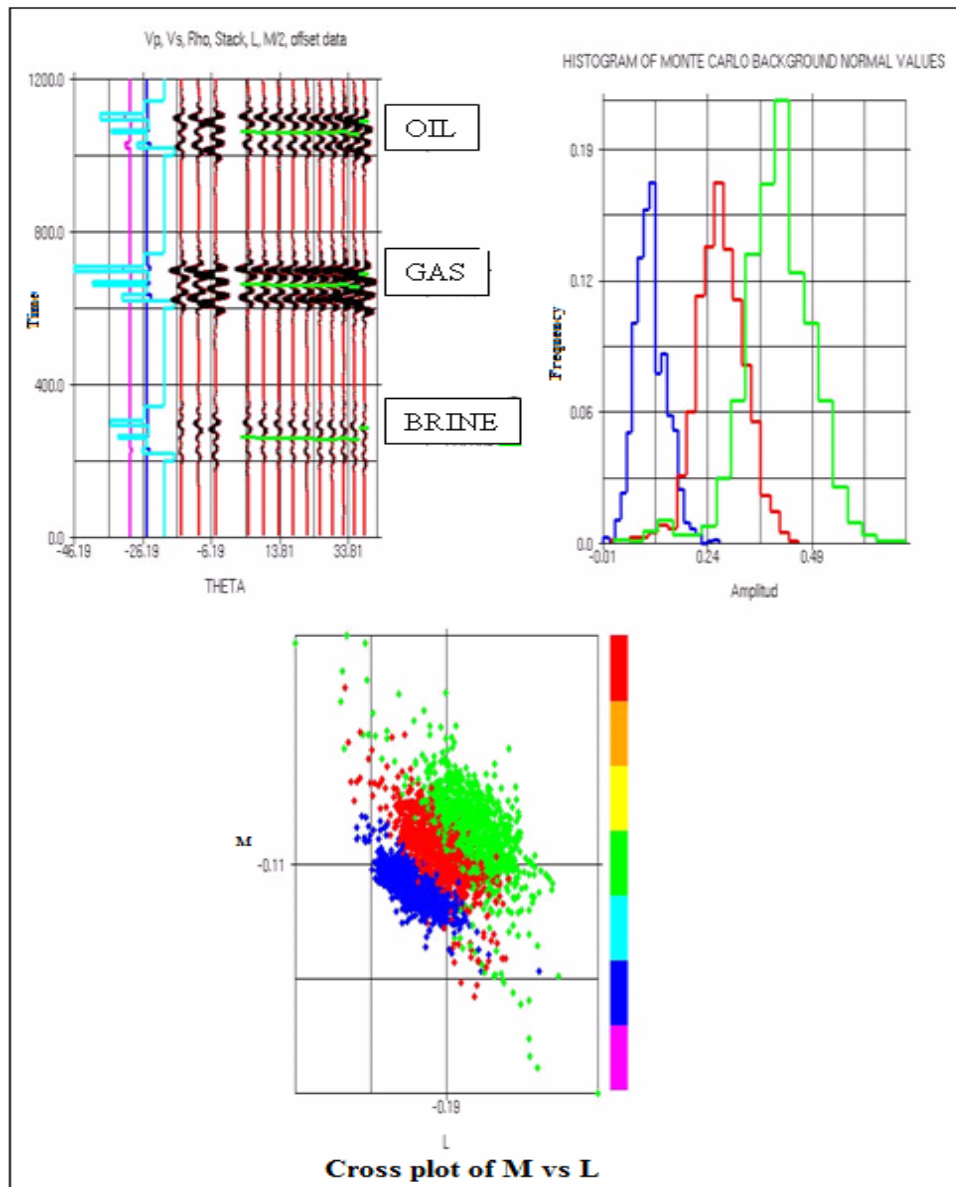 Vp, Vs, Rho, Stack, L, M/2, offset data
1200.0
800.0
400.0
0.0
Time
-46.19
-26.19
-6.19
13.81
33.81
THETA
OIL
GAS
BRINE
HISTOGRAM OF MONTE CARLO BACKGROUND NORMAL VALUES
0.19
0.12
0.06
0.0
Frequency
-0.01
0.24
0.48
Amplitud
M
-0.11
-0.19
L
Cross plot of M vs L